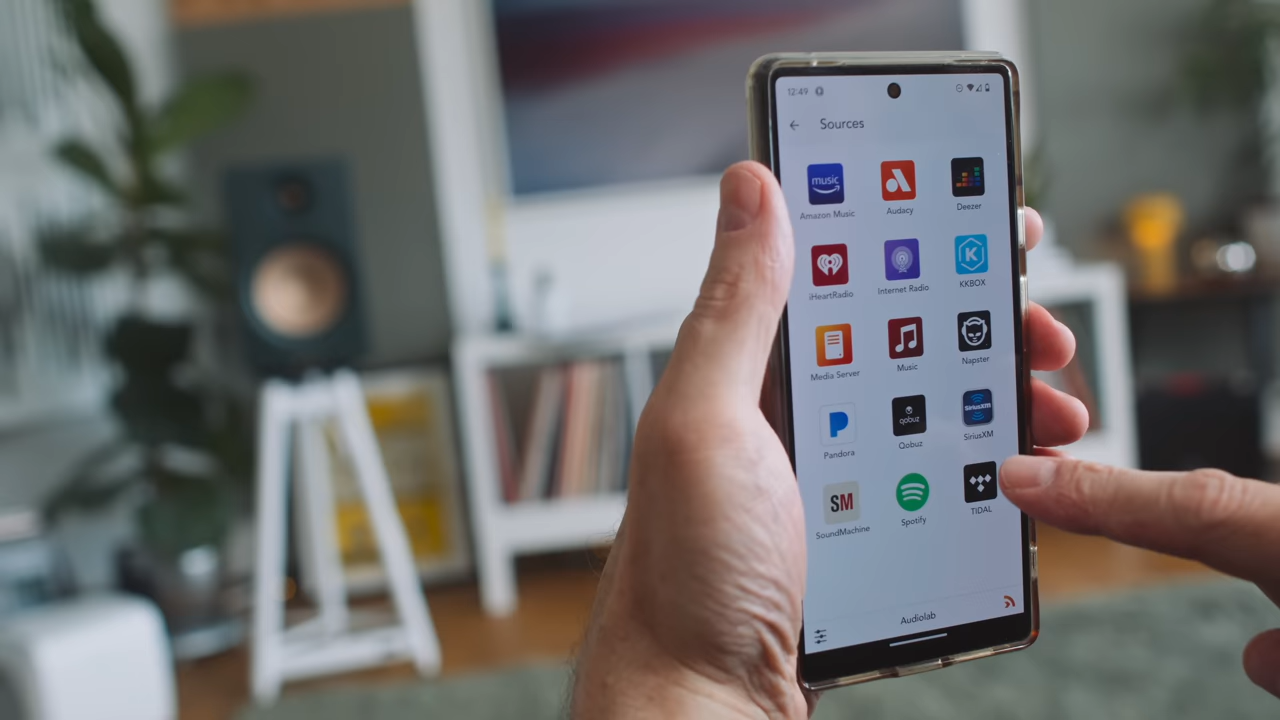 12:49
Sources
music
Amazon Music
Audacy
Deezer
iHeartRadio
Internet Radio
K
KKBOX
Media Server
Music
Napster
P
Pandora
qobuz
Qobuz
SiriusXM
SiriusXM
SM
SoundMachine
Spotify
TIDAL
Audiolab